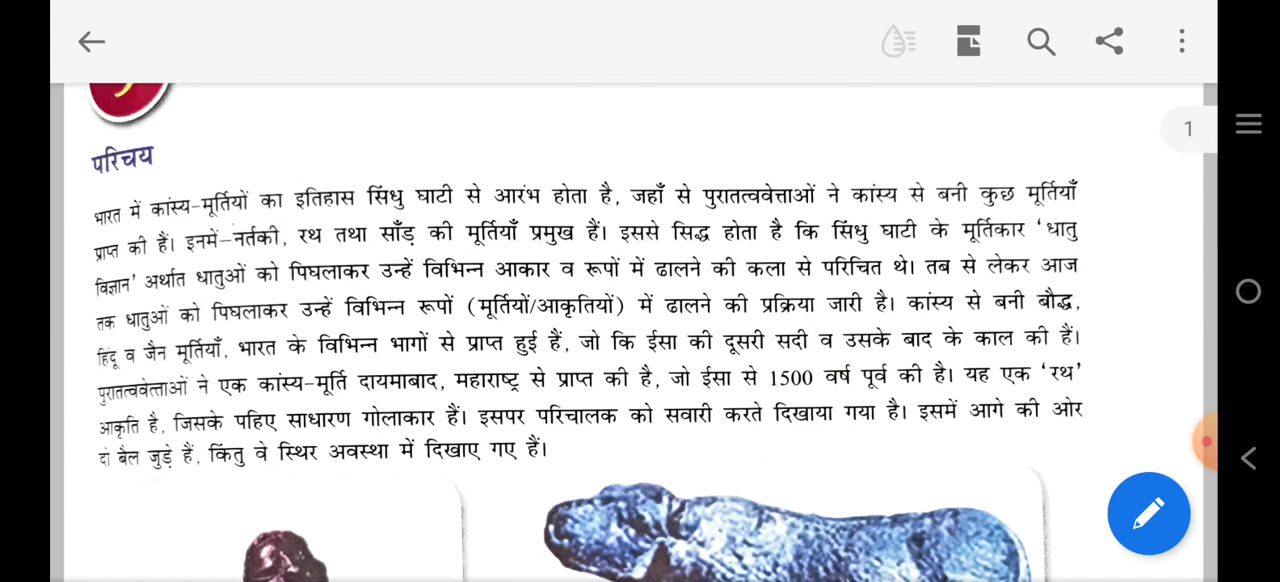 1
परिचय
भारत में कांस्य-मूर्तियों का इतिहास सिंधु घाटी से आरंभ होता है, जहाँ से पुरातत्ववेत्ताओं ने कांस्य से बनी कुछ मूर्तियाँ
प्राप्त की हैं। इनमें-नर्तकी, रथ तथा साँड़ की मूर्तियाँ प्रमुख हैं। इससे सिद्ध होता है कि सिंधु घाटी के मूर्तिकार ‘धातु
विज्ञान’ अर्थात धातुओं को पिघलाकर उन्हें विभिन्न आकार व रूपों में ढालने की कला से परिचित थे। तब से लेकर आज
तक धातुओं को पिघलाकर उन्हें विभिन्न रूपों (मूर्तियों/आकृतियों) में ढालने की प्रक्रिया जारी है। कांस्य से बनी बौद्ध,
हिंदू व जैन मूर्तियाँ, भारत के विभिन्न भागों से प्राप्त हुई हैं, जो कि ईसा की दूसरी सदी व उसके बाद के काल की हैं।
पुरातत्ववेत्ताओं ने एक कांस्य-मूर्ति दायमाबाद, महाराष्ट्र से प्राप्त की है, जो ईसा से 1500 वर्ष पूर्व की है। यह एक ‘रथ’
आकृति है, जिसके पहिए साधारण गोलाकार हैं। इसपर परिचालक को सवारी करते दिखाया गया है। इसमें आगे की ओर
दो बैल जुड़े हैं, किंतु वे स्थिर अवस्था में दिखाए गए हैं।